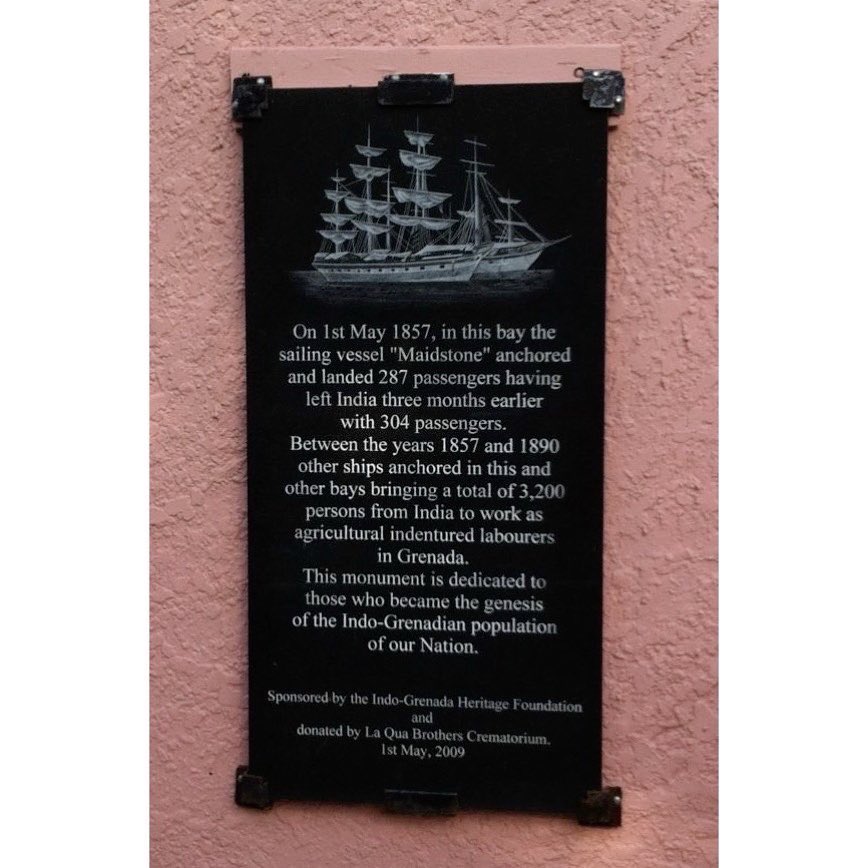 On 1st May 1857, in this bay the
sailing vessel "Maidstone" anchored
and landed 287 passengers having
left India three months earlier
with 304 passengers.
Between the years 1857 and 1890
other ships anchored in this and
other bays bringing a total of 3,200
persons from India to work as
agricultural indentured labourers
in Grenada.
This monument is dedicated to
those who became the genesis
of the Indo-Grenadian population
of our Nation.
Sponsored by the Indo-Grenada Heritage Foundation
and
donated by La Qua Brothers Crematorium.
1st May, 2009